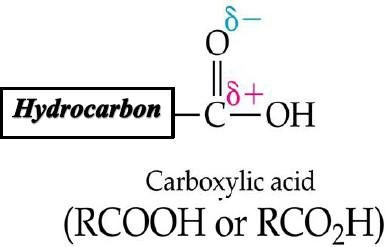 δ−
O
δ+
Hydrocarbon C OH
Carboxylic acid
(RCOOH or RCO₂H)